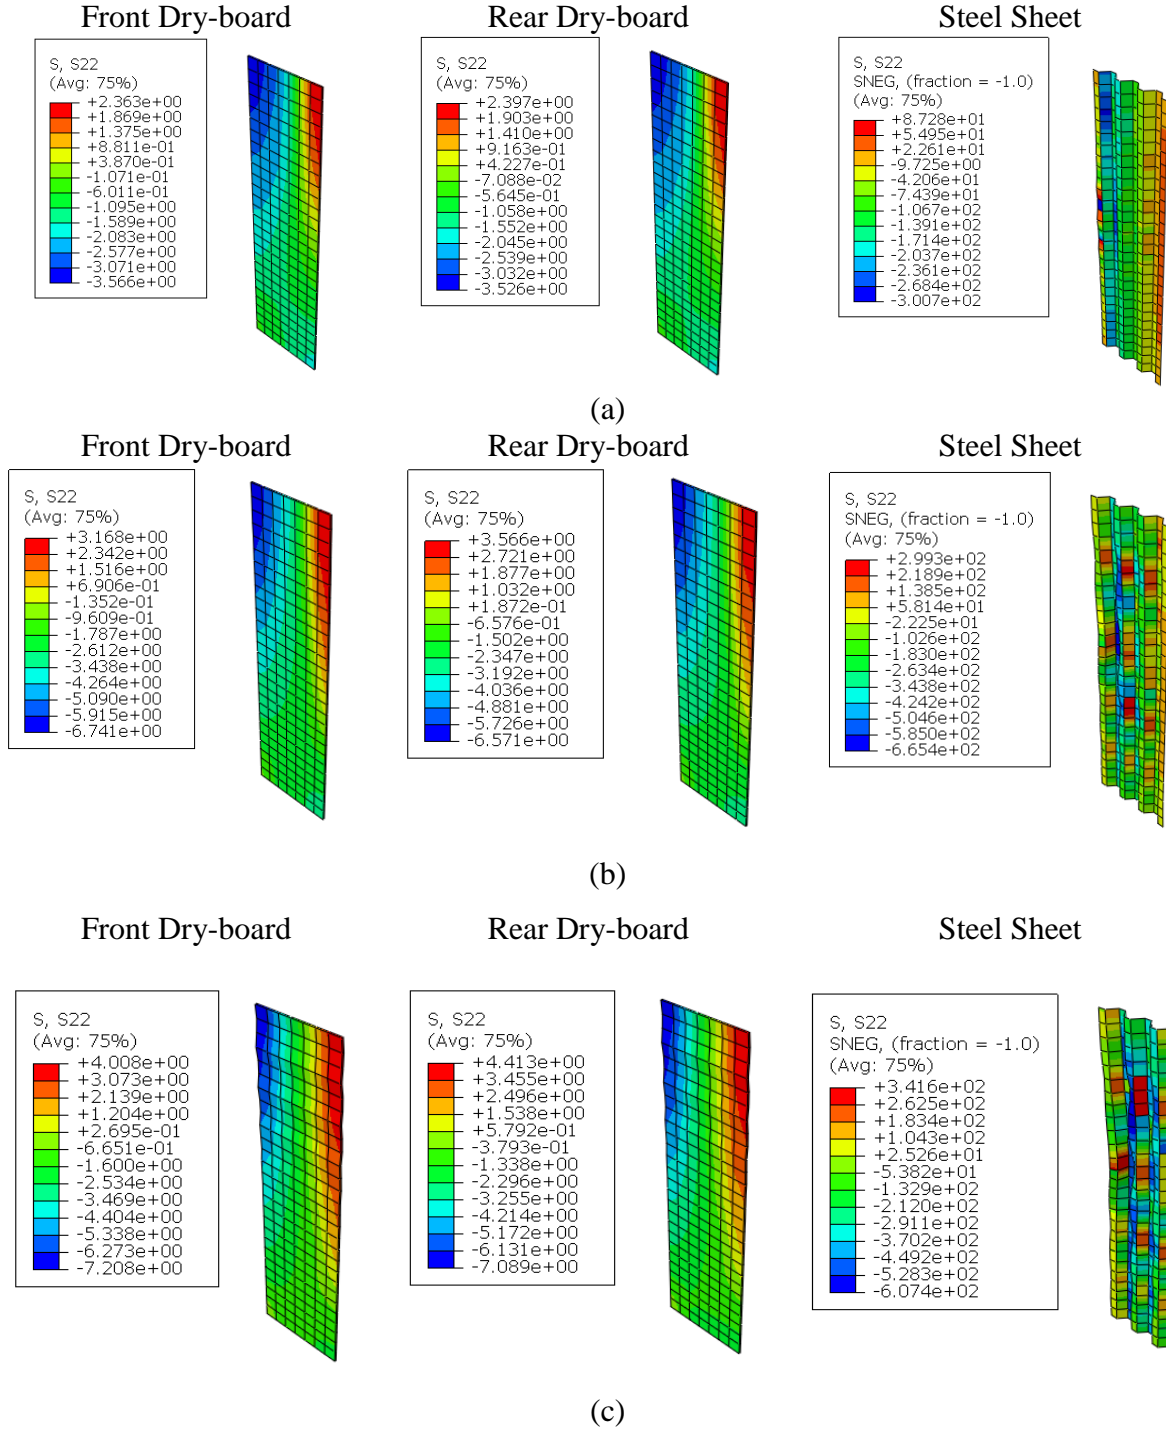 Front Dry-board
Rear Dry-board
Steel Sheet
S, S22
(Avg: 75%)
+2.363e+00
+1.869e+00
+1.375e+00
+8.811e-01
+3.870e-01
-1.071e-01
-6.011e-01
-1.095e+00
-1.589e+00
-2.083e+00
-2.577e+00
-3.071e+00
-3.566e+00
S, S22
(Avg: 75%)
+2.397e+00
+1.903e+00
+1.410e+00
+9.163e-01
+4.227e-01
-7.088e-02
-5.645e-01
-1.058e+00
-1.552e+00
-2.045e+00
-2.539e+00
-3.032e+00
-3.526e+00
S, S22
SNEG, (fraction = -1.0)
(Avg: 75%)
+8.728e+01
+5.495e+01
+2.261e+01
-9.725e+00
-4.206e+01
-7.439e+01
-1.067e+02
-1.391e+02
-1.714e+02
-2.037e+02
-2.361e+02
-2.684e+02
-3.007e+02
(a)
Front Dry-board
Rear Dry-board
Steel Sheet
S, S22
(Avg: 75%)
+3.168e+00
+2.342e+00
+1.516e+00
+6.906e-01
-1.352e-01
-9.609e-01
-1.787e+00
-2.612e+00
-3.438e+00
-4.264e+00
-5.090e+00
-5.915e+00
-6.741e+00
S, S22
(Avg: 75%)
+3.566e+00
+2.721e+00
+1.877e+00
+1.032e+00
+1.872e-01
-6.576e-01
-1.502e+00
-2.347e+00
-3.192e+00
-4.036e+00
-4.881e+00
-5.726e+00
-6.571e+00
S, S22
SNEG, (fraction = -1.0)
(Avg: 75%)
+2.993e+02
+2.189e+02
+1.385e+02
+5.814e+01
-2.225e+01
-1.026e+02
-1.830e+02
-2.634e+02
-3.438e+02
-4.242e+02
-5.046e+02
-5.850e+02
-6.654e+02
(b)
Front Dry-board
Rear Dry-board
Steel Sheet
S, S22
(Avg: 75%)
+4.008e+00
+3.073e+00
+2.139e+00
+1.204e+00
+2.695e-01
-6.651e-01
-1.600e+00
-2.534e+00
-3.469e+00
-4.404e+00
-5.338e+00
-6.273e+00
-7.208e+00
S, S22
(Avg: 75%)
+4.413e+00
+3.455e+00
+2.496e+00
+1.538e+00
+5.792e-01
-3.793e-01
-1.338e+00
-2.296e+00
-3.255e+00
-4.214e+00
-5.172e+00
-6.131e+00
-7.089e+00
S, S22
SNEG, (fraction = -1.0)
(Avg: 75%)
+3.416e+02
+2.625e+02
+1.834e+02
+1.043e+02
+2.526e+01
-5.382e+01
-1.329e+02
-2.120e+02
-2.911e+02
-3.702e+02
-4.492e+02
-5.283e+02
-6.074e+02
(c)